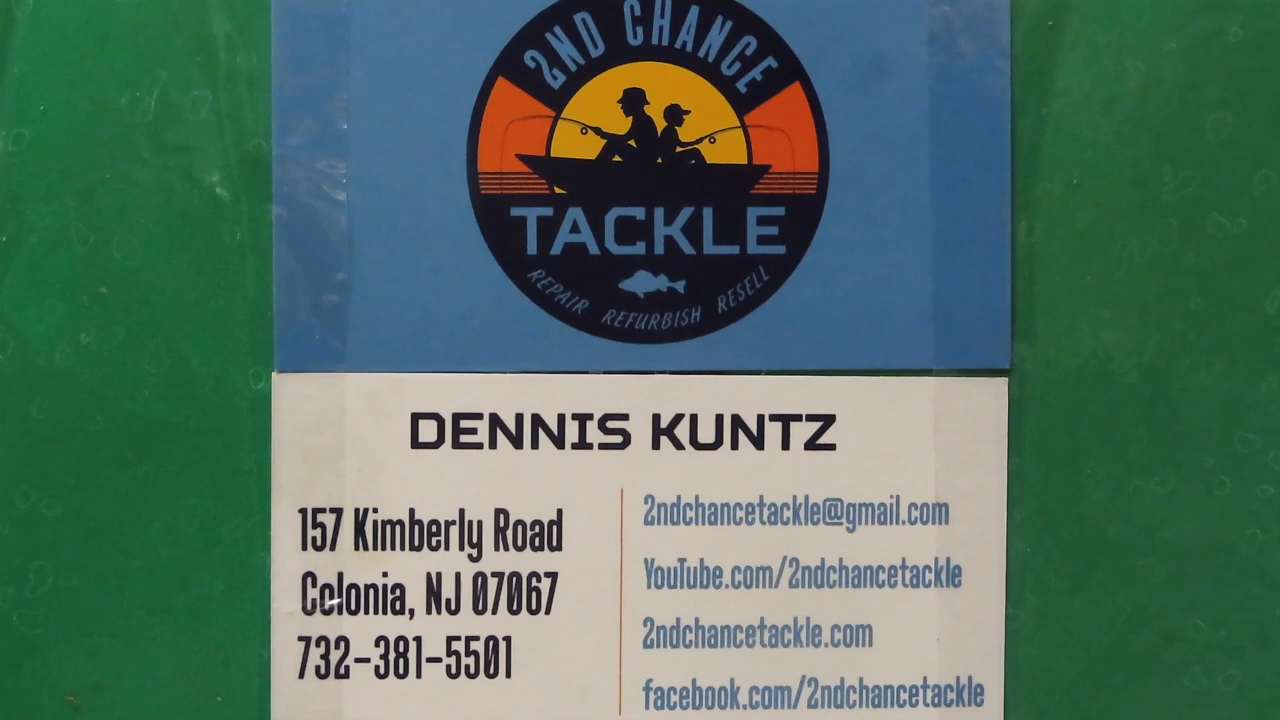 2ND CHANCE
TACKLE
REPAIR REFURBISH RESELL
DENNIS KUNTZ
157 Kimberly Road
Colonia, NJ 07067
732-381-5501
2ndchancetackle@gmail.com
YouTube.com/2ndchancetackle
2ndchancetackle.com
facebook.com/2ndchancetackle